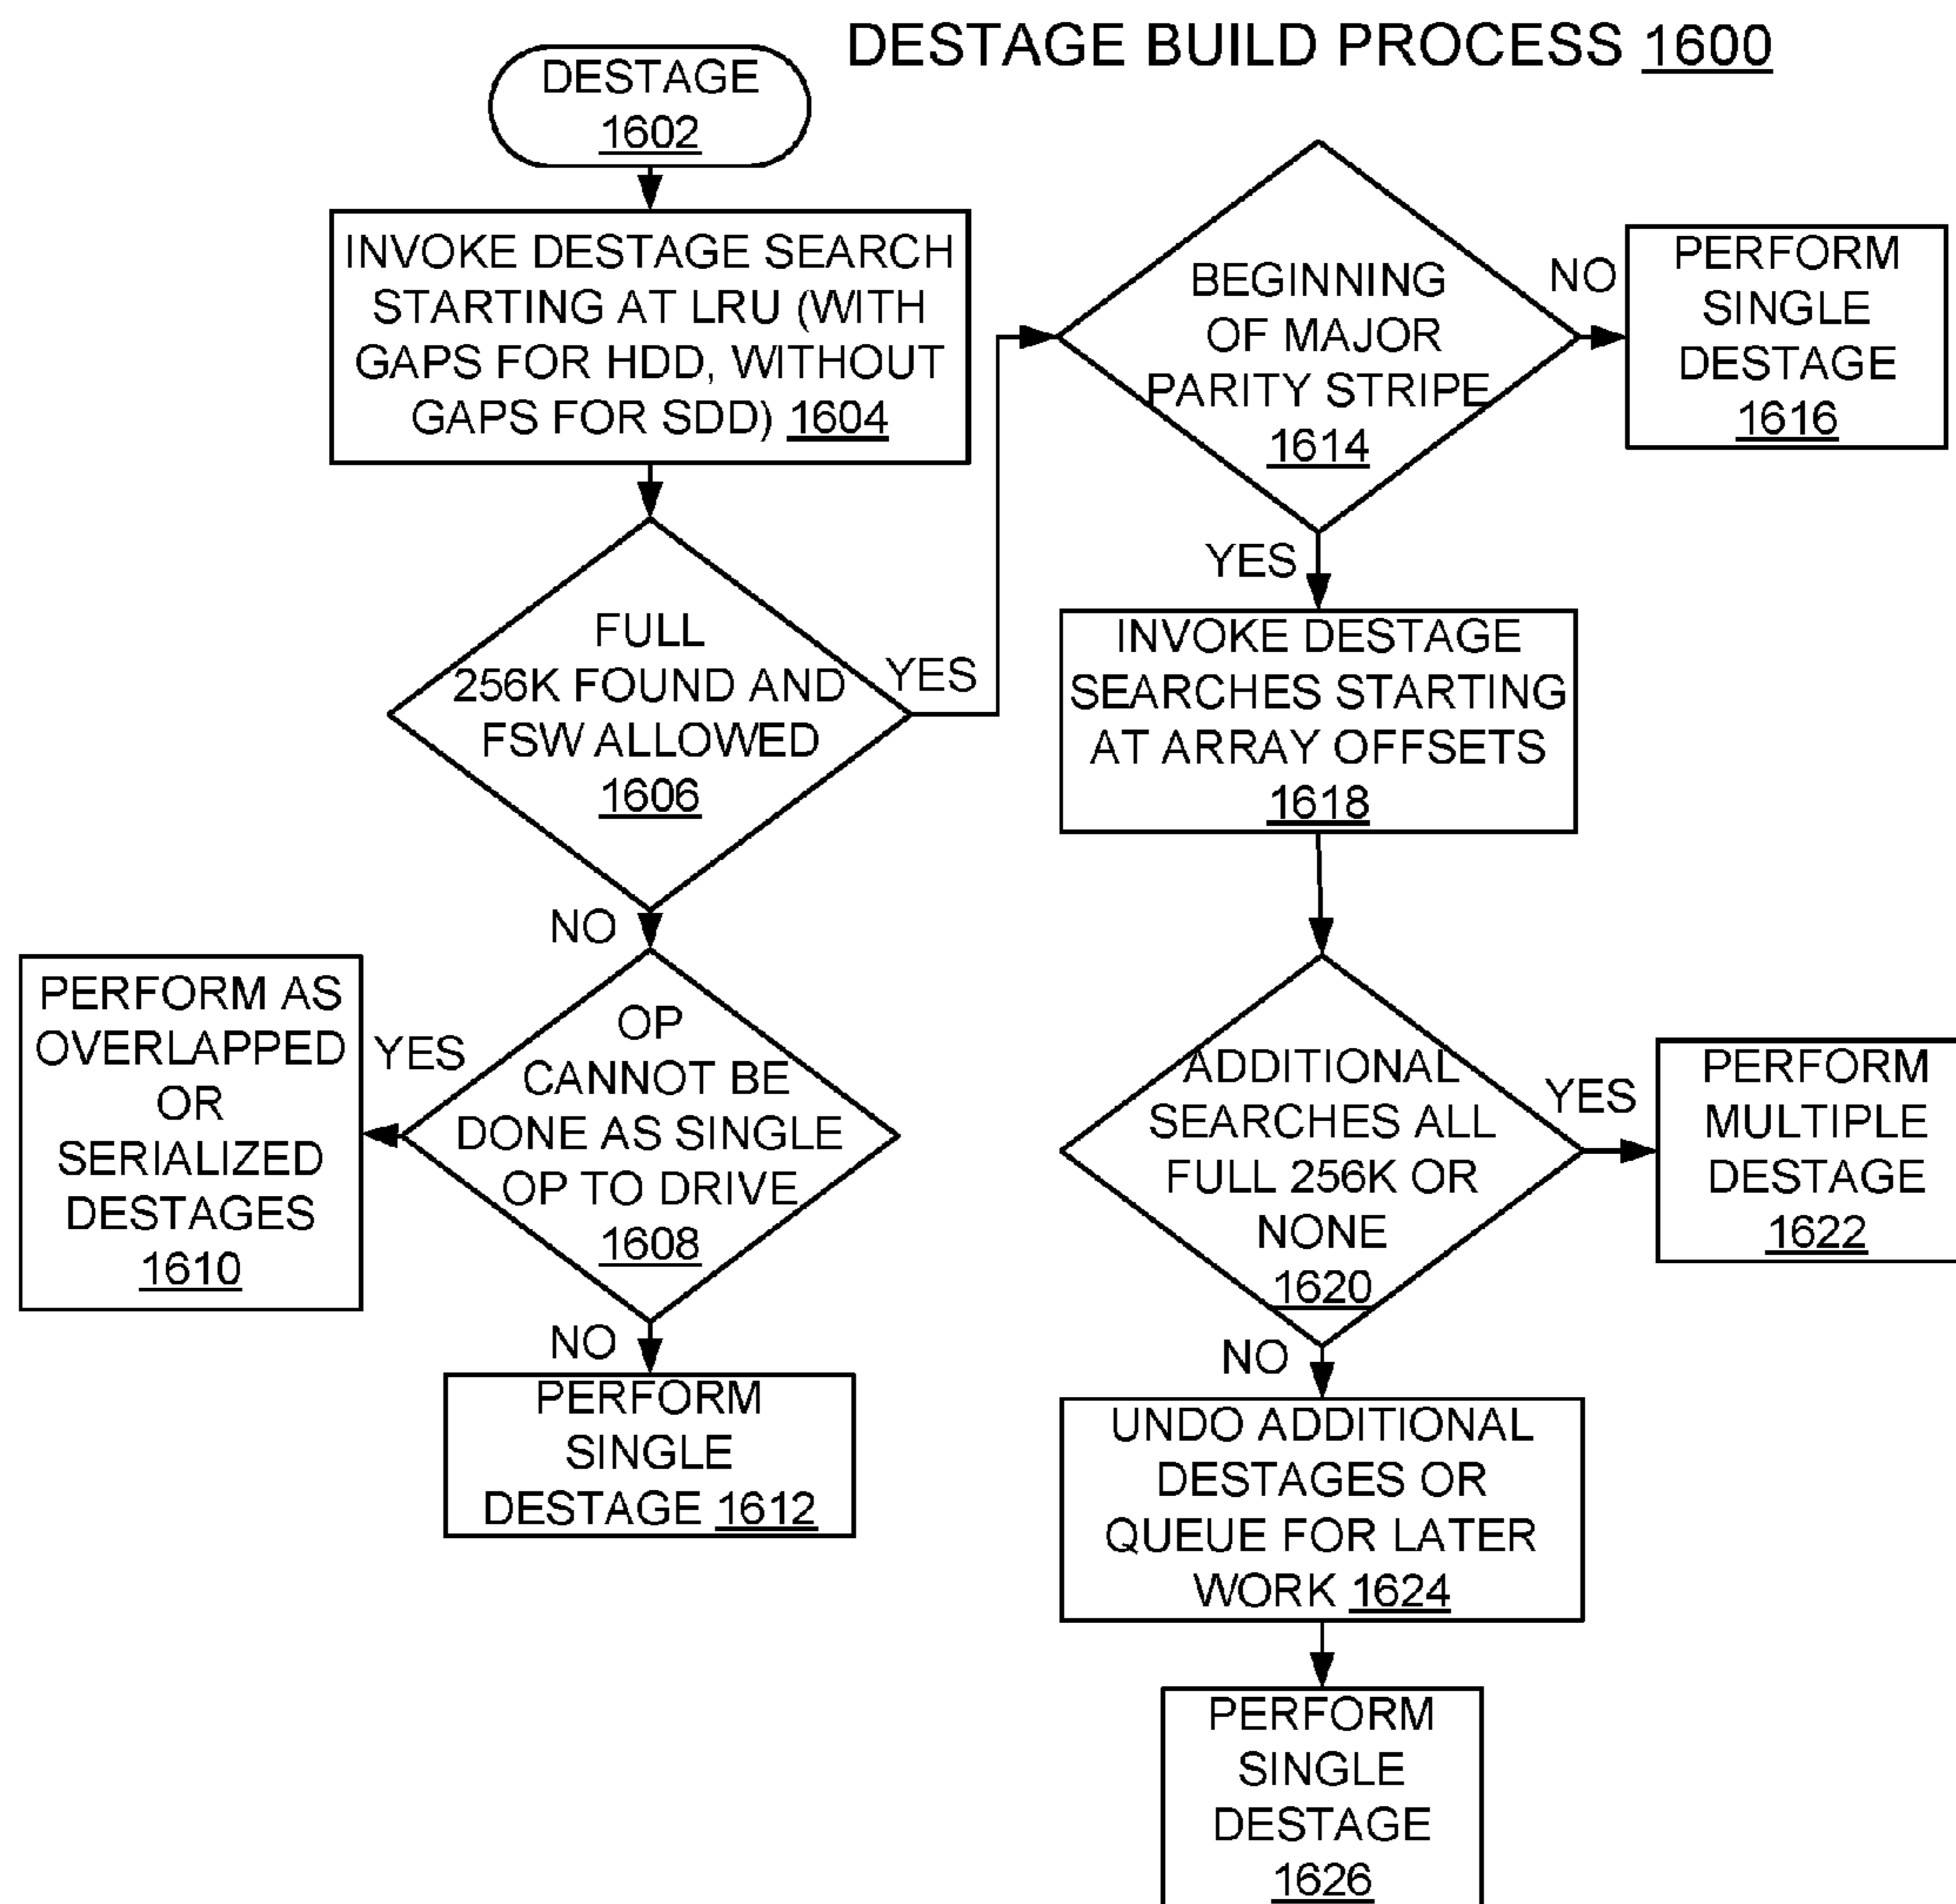 DESTAGE BUILD PROCESS 1600
DESTAGE
1602
INVOKE DESTAGE SEARCH
STARTING AT LRU (WITH
GAPS FOR HDD, WITHOUT
GAPS FOR SDD) 1604
FULL
256K FOUND AND
FSW ALLOWED
1606
YES
NO
OP
CANNOT BE
DONE AS SINGLE
OP TO DRIVE
1608
YES
PERFORM AS
OVERLAPPED
OR
SERIALIZED
DESTAGES
1610
NO
PERFORM
SINGLE
DESTAGE 1612
BEGINNING
OF MAJOR
PARITY STRIPE
1614
NO
PERFORM
SINGLE
DESTAGE
1616
YES
INVOKE DESTAGE
SEARCHES STARTING
AT ARRAY OFFSETS
1618
ADDITIONAL
SEARCHES ALL
FULL 256K OR
NONE
1620
YES
PERFORM
MULTIPLE
DESTAGE
1622
NO
UNDO ADDITIONAL
DESTAGES OR
QUEUE FOR LATER
WORK 1624
PERFORM
SINGLE
DESTAGE
1626